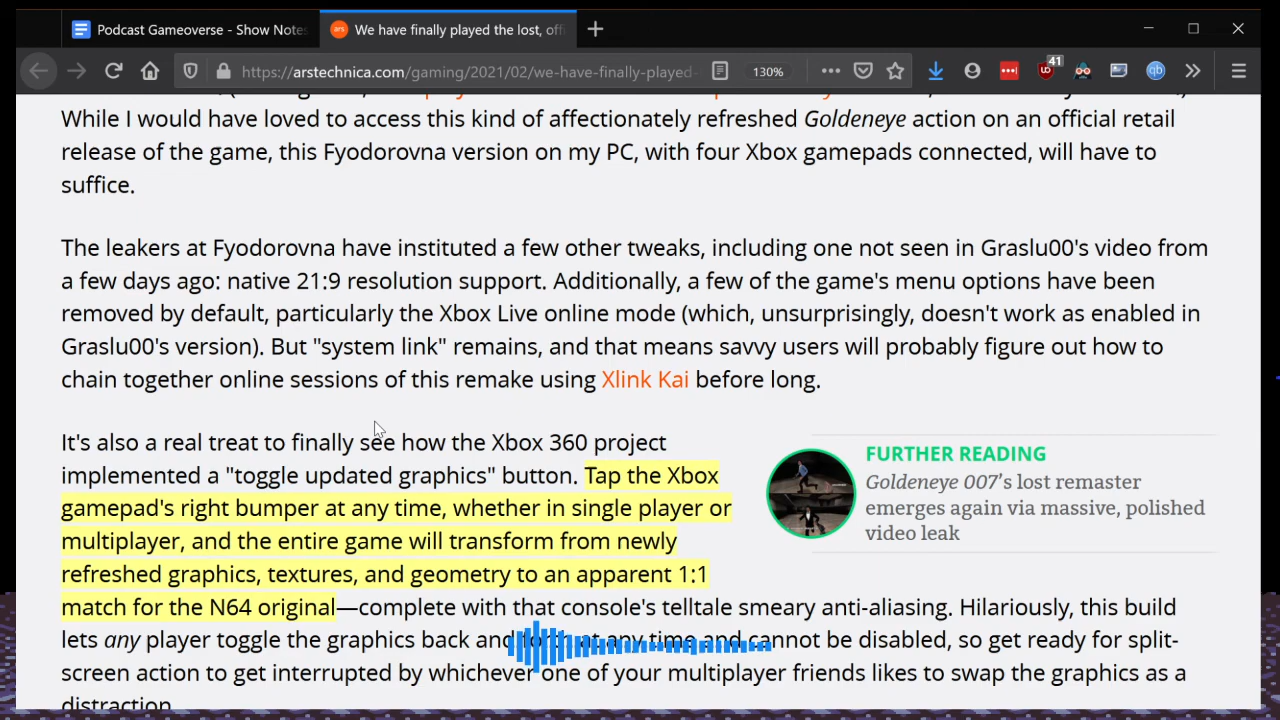 Podcast Gameoverse - Show Notes
ars We have finally played the lost, off
https://arstechnica.com/gaming/2021/02/we-have-finally-played-
130%
41
qb
While I would have loved to access this kind of affectionately refreshed Goldeneye action on an official retail
release of the game, this Fyodorovna version on my PC, with four Xbox gamepads connected, will have to
suffice.
The leakers at Fyodorovna have instituted a few other tweaks, including one not seen in Graslu00's video from
a few days ago: native 21:9 resolution support. Additionally, a few of the game's menu options have been
removed by default, particularly the Xbox Live online mode (which, unsurprisingly, doesn't work as enabled in
Graslu00's version). But "system link" remains, and that means savvy users will probably figure out how to
chain together online sessions of this remake using Xlink Kai before long.
It's also a real treat to finally see how the Xbox 360 project
implemented a "toggle updated graphics" button. Tap the Xbox
gamepad's right bumper at any time, whether in single player or
multiplayer, and the entire game will transform from newly
refreshed graphics, textures, and geometry to an apparent 1:1
match for the N64 original—complete with that console's telltale smeary anti-aliasing. Hilariously, this build
lets any player toggle the graphics back and forth at any time and cannot be disabled, so get ready for split-
screen action to get interrupted by whichever one of your multiplayer friends likes to swap the graphics as a
distraction.
FURTHER READING
Goldeneye 007's lost remaster
emerges again via massive, polished
video leak